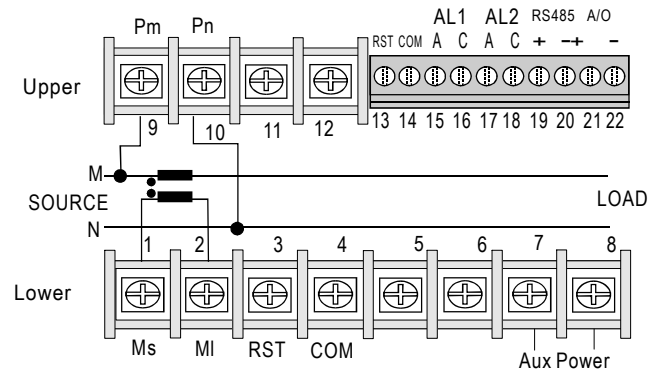 Pm Pn AL1 AL2 RS485 A/O
RST COM A C A C + −+ −
Upper
9 10 11 12 13 14 15 16 17 18 19 20 21 22
M
SOURCE LOAD
N
1 2 3 4 5 6 7 8
Lower
Ms Ml RST COM Aux Power